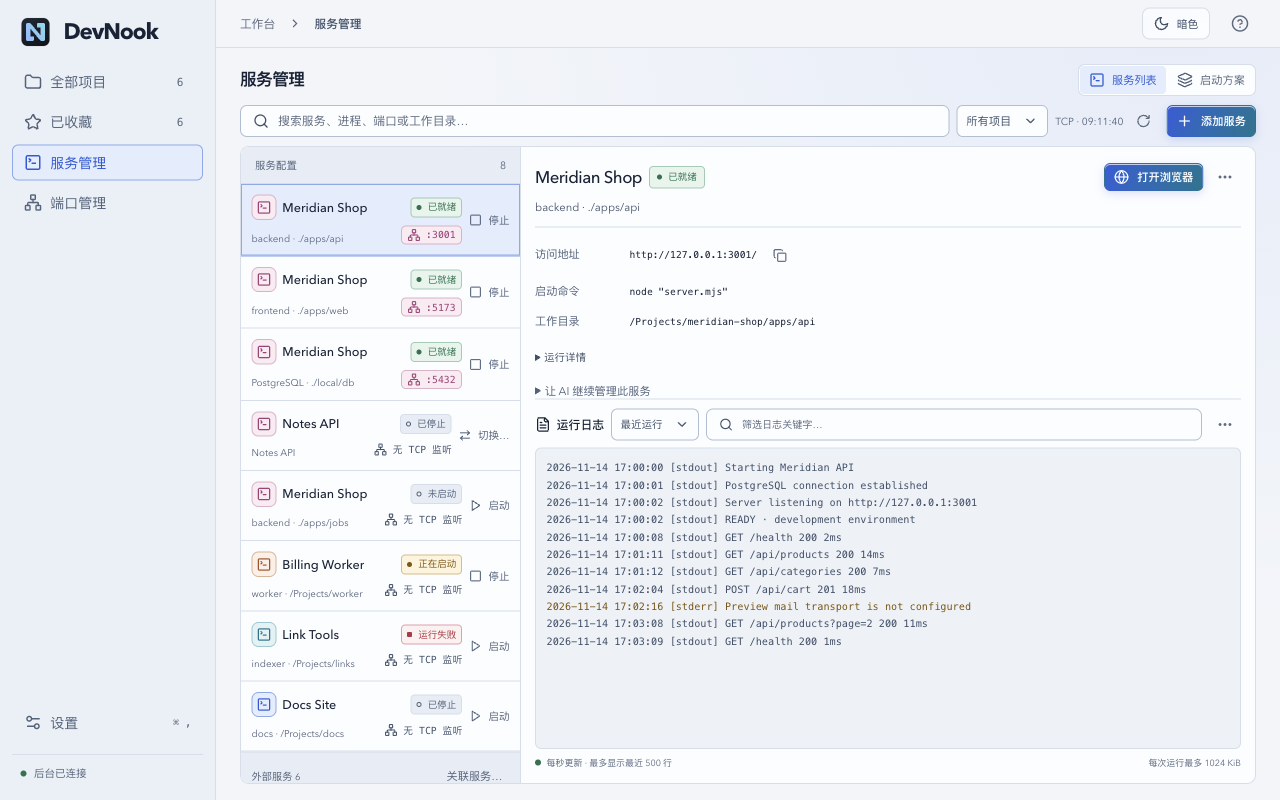 DevNook
全部项目 6
已收藏 6
服务管理
端口管理
设置 ⌘ ,
后台已连接
工作台 > 服务管理
暗色
服务管理
服务列表
启动方案
搜索服务、进程、端口或工作目录...
所有项目
TCP · 09:11:40
添加服务
服务配置 8
Meridian Shop 已就绪
停止
backend · ./apps/api :3001
Meridian Shop 已就绪
停止
frontend · ./apps/web :5173
Meridian Shop 已就绪
停止
PostgreSQL · ./local/db :5432
Notes API 已停止
切换...
Notes API 无 TCP 监听
Meridian Shop 未启动
启动
backend · ./apps/jobs 无 TCP 监听
Billing Worker 正在启动
停止
worker · /Projects/worker 无 TCP 监听
Link Tools 运行失败
启动
indexer · /Projects/links 无 TCP 监听
Docs Site 已停止
启动
docs · /Projects/docs 无 TCP 监听
外部服务 6 关联服务...
Meridian Shop 已就绪
打开浏览器
backend · ./apps/api
访问地址 http://127.0.0.1:3001/
启动命令 node "server.mjs"
工作目录 /Projects/meridian-shop/apps/api
运行详情
让 AI 继续管理此服务
运行日志
最近运行
筛选日志关键字...
2026-11-14 17:00:00 [stdout] Starting Meridian API
2026-11-14 17:00:01 [stdout] PostgreSQL connection established
2026-11-14 17:00:02 [stdout] Server listening on http://127.0.0.1:3001
2026-11-14 17:00:02 [stdout] READY · development environment
2026-11-14 17:00:08 [stdout] GET /health 200 2ms
2026-11-14 17:01:11 [stdout] GET /api/products 200 14ms
2026-11-14 17:01:12 [stdout] GET /api/categories 200 7ms
2026-11-14 17:02:04 [stdout] POST /api/cart 201 18ms
2026-11-14 17:02:16 [stderr] Preview mail transport is not configured
2026-11-14 17:03:08 [stdout] GET /api/products?page=2 200 11ms
2026-11-14 17:03:09 [stdout] GET /health 200 1ms
每秒更新 · 最多显示最近 500 行
每次运行最多 1024 KiB